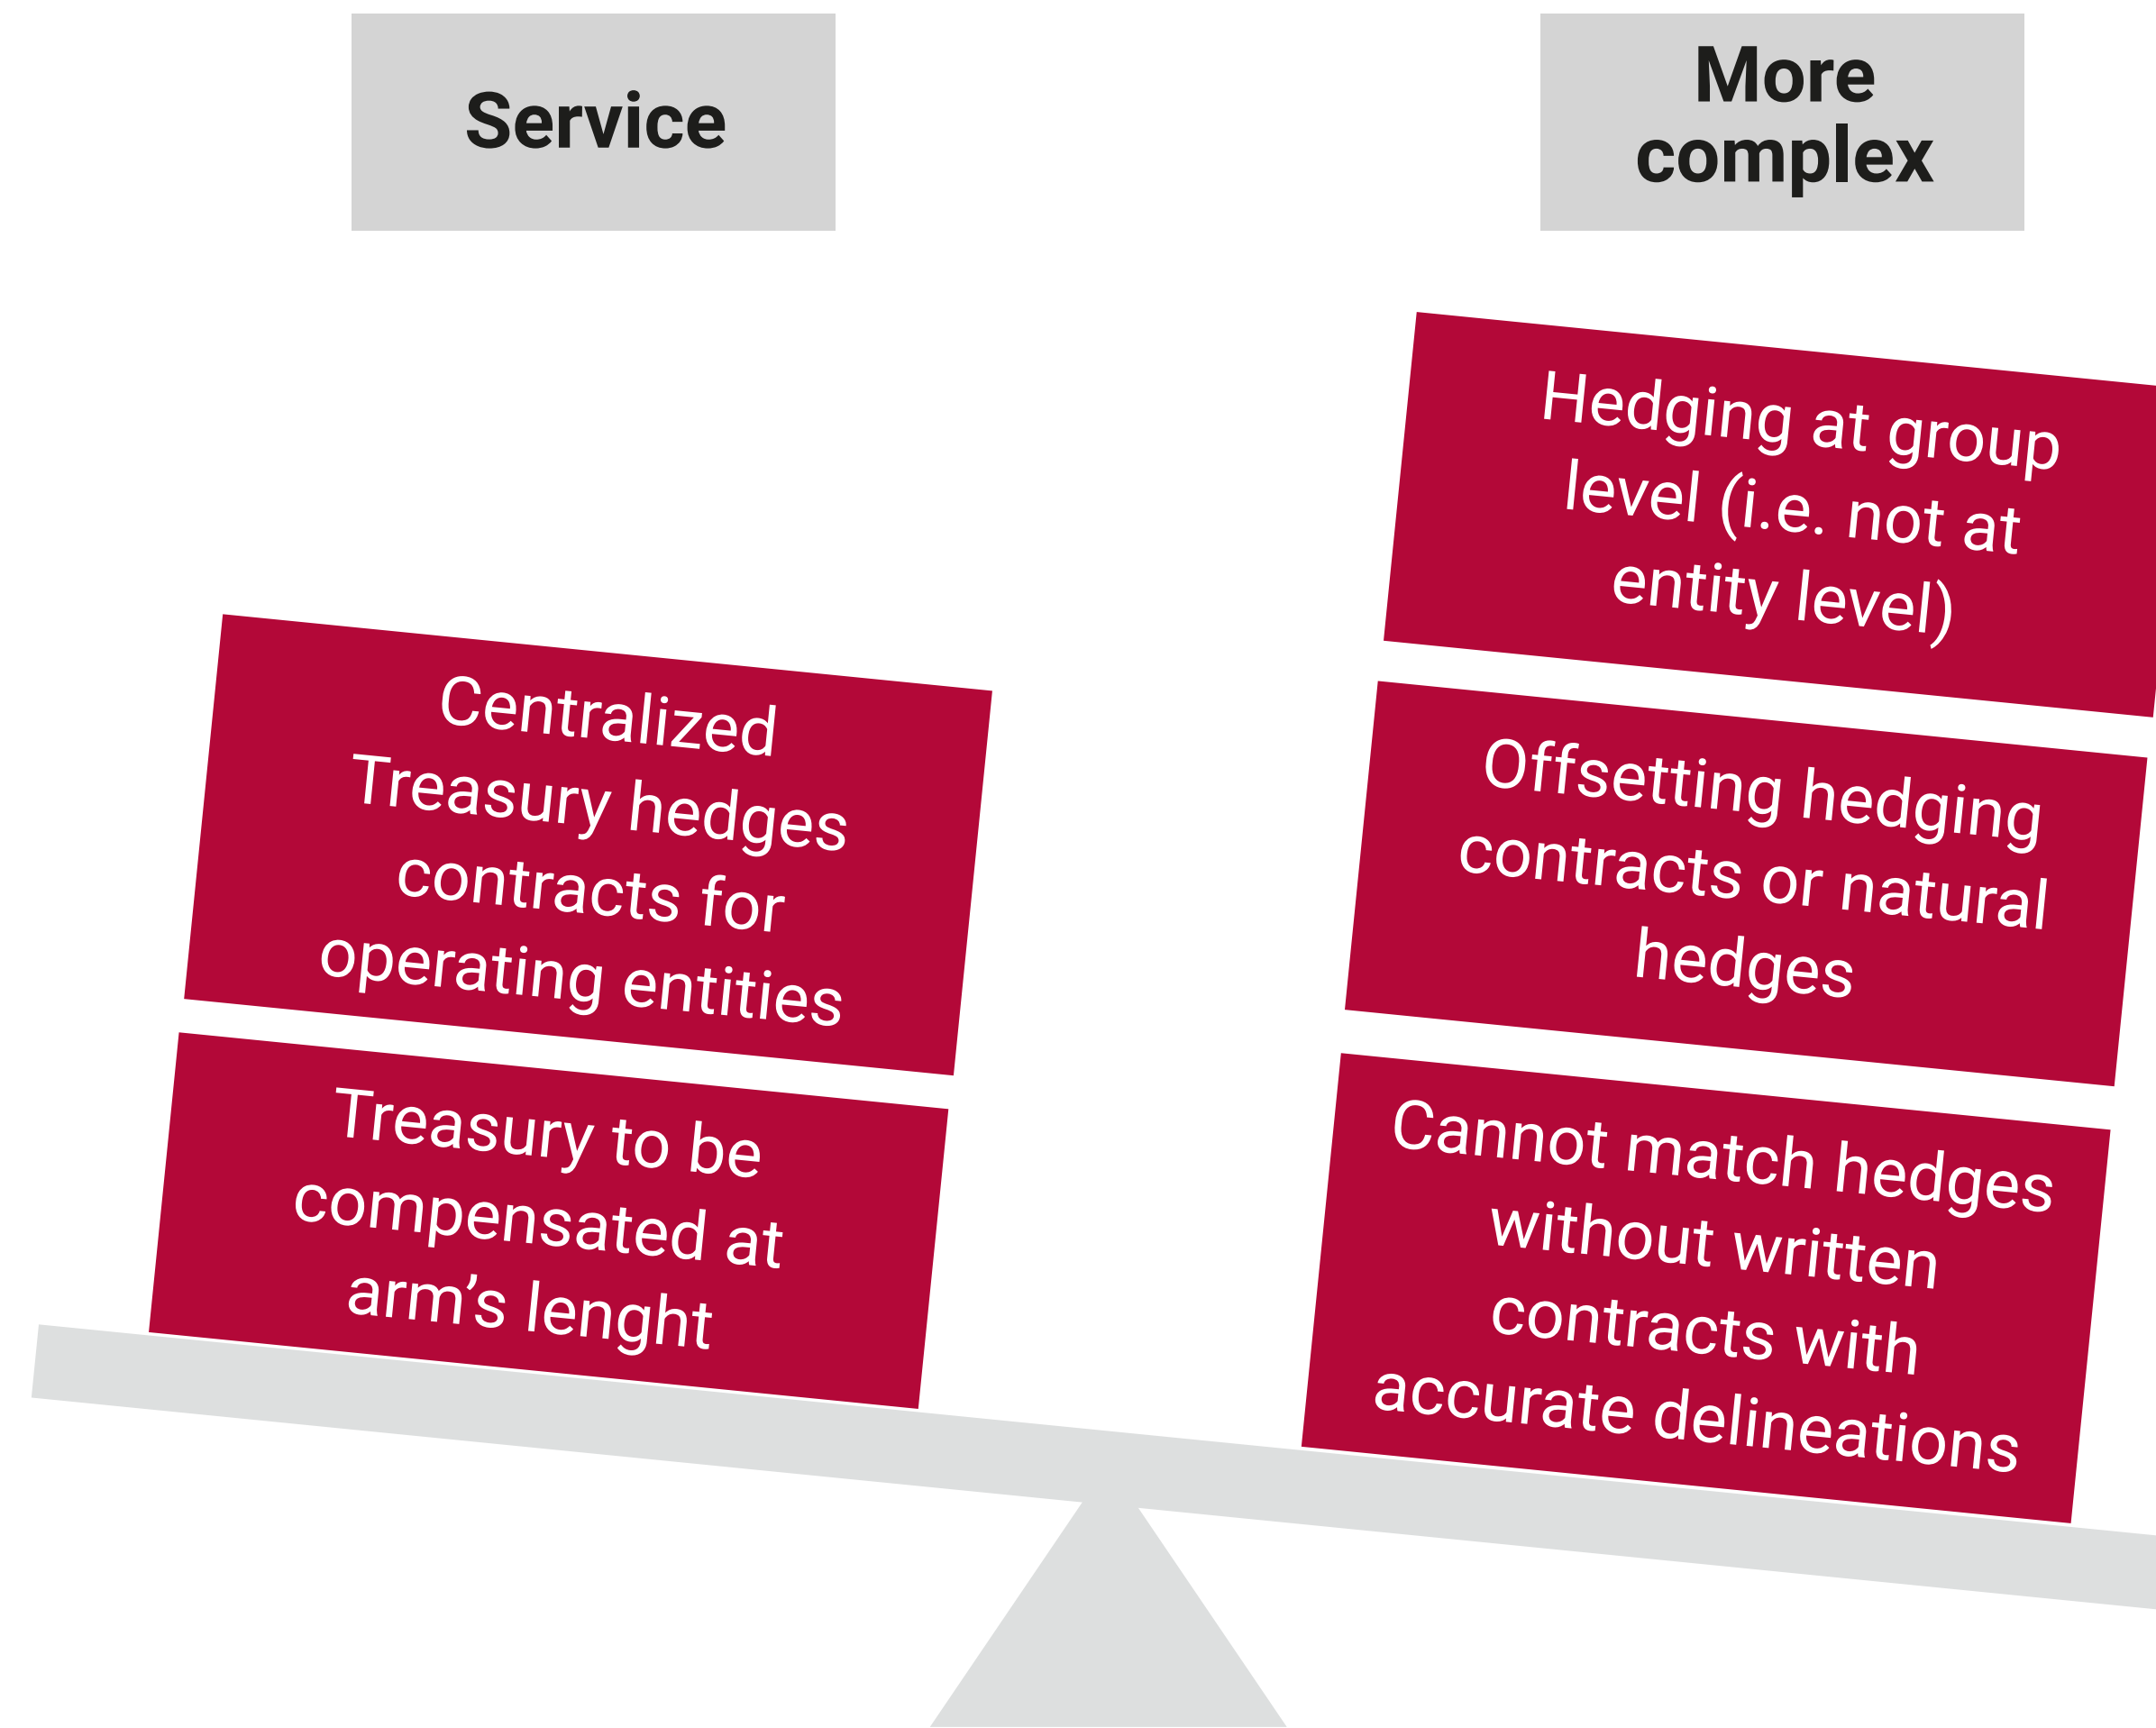 Service
Centralized
Treasury hedges
contracts for
operating entities
Treasury to be
compensated at
arm’s lenght
More
complex
Hedging at group
level (i.e. not at
entity level)
Offsetting hedging
contracts or natural
hedges
Cannot match hedges
without written
contracts with
accurate delineations